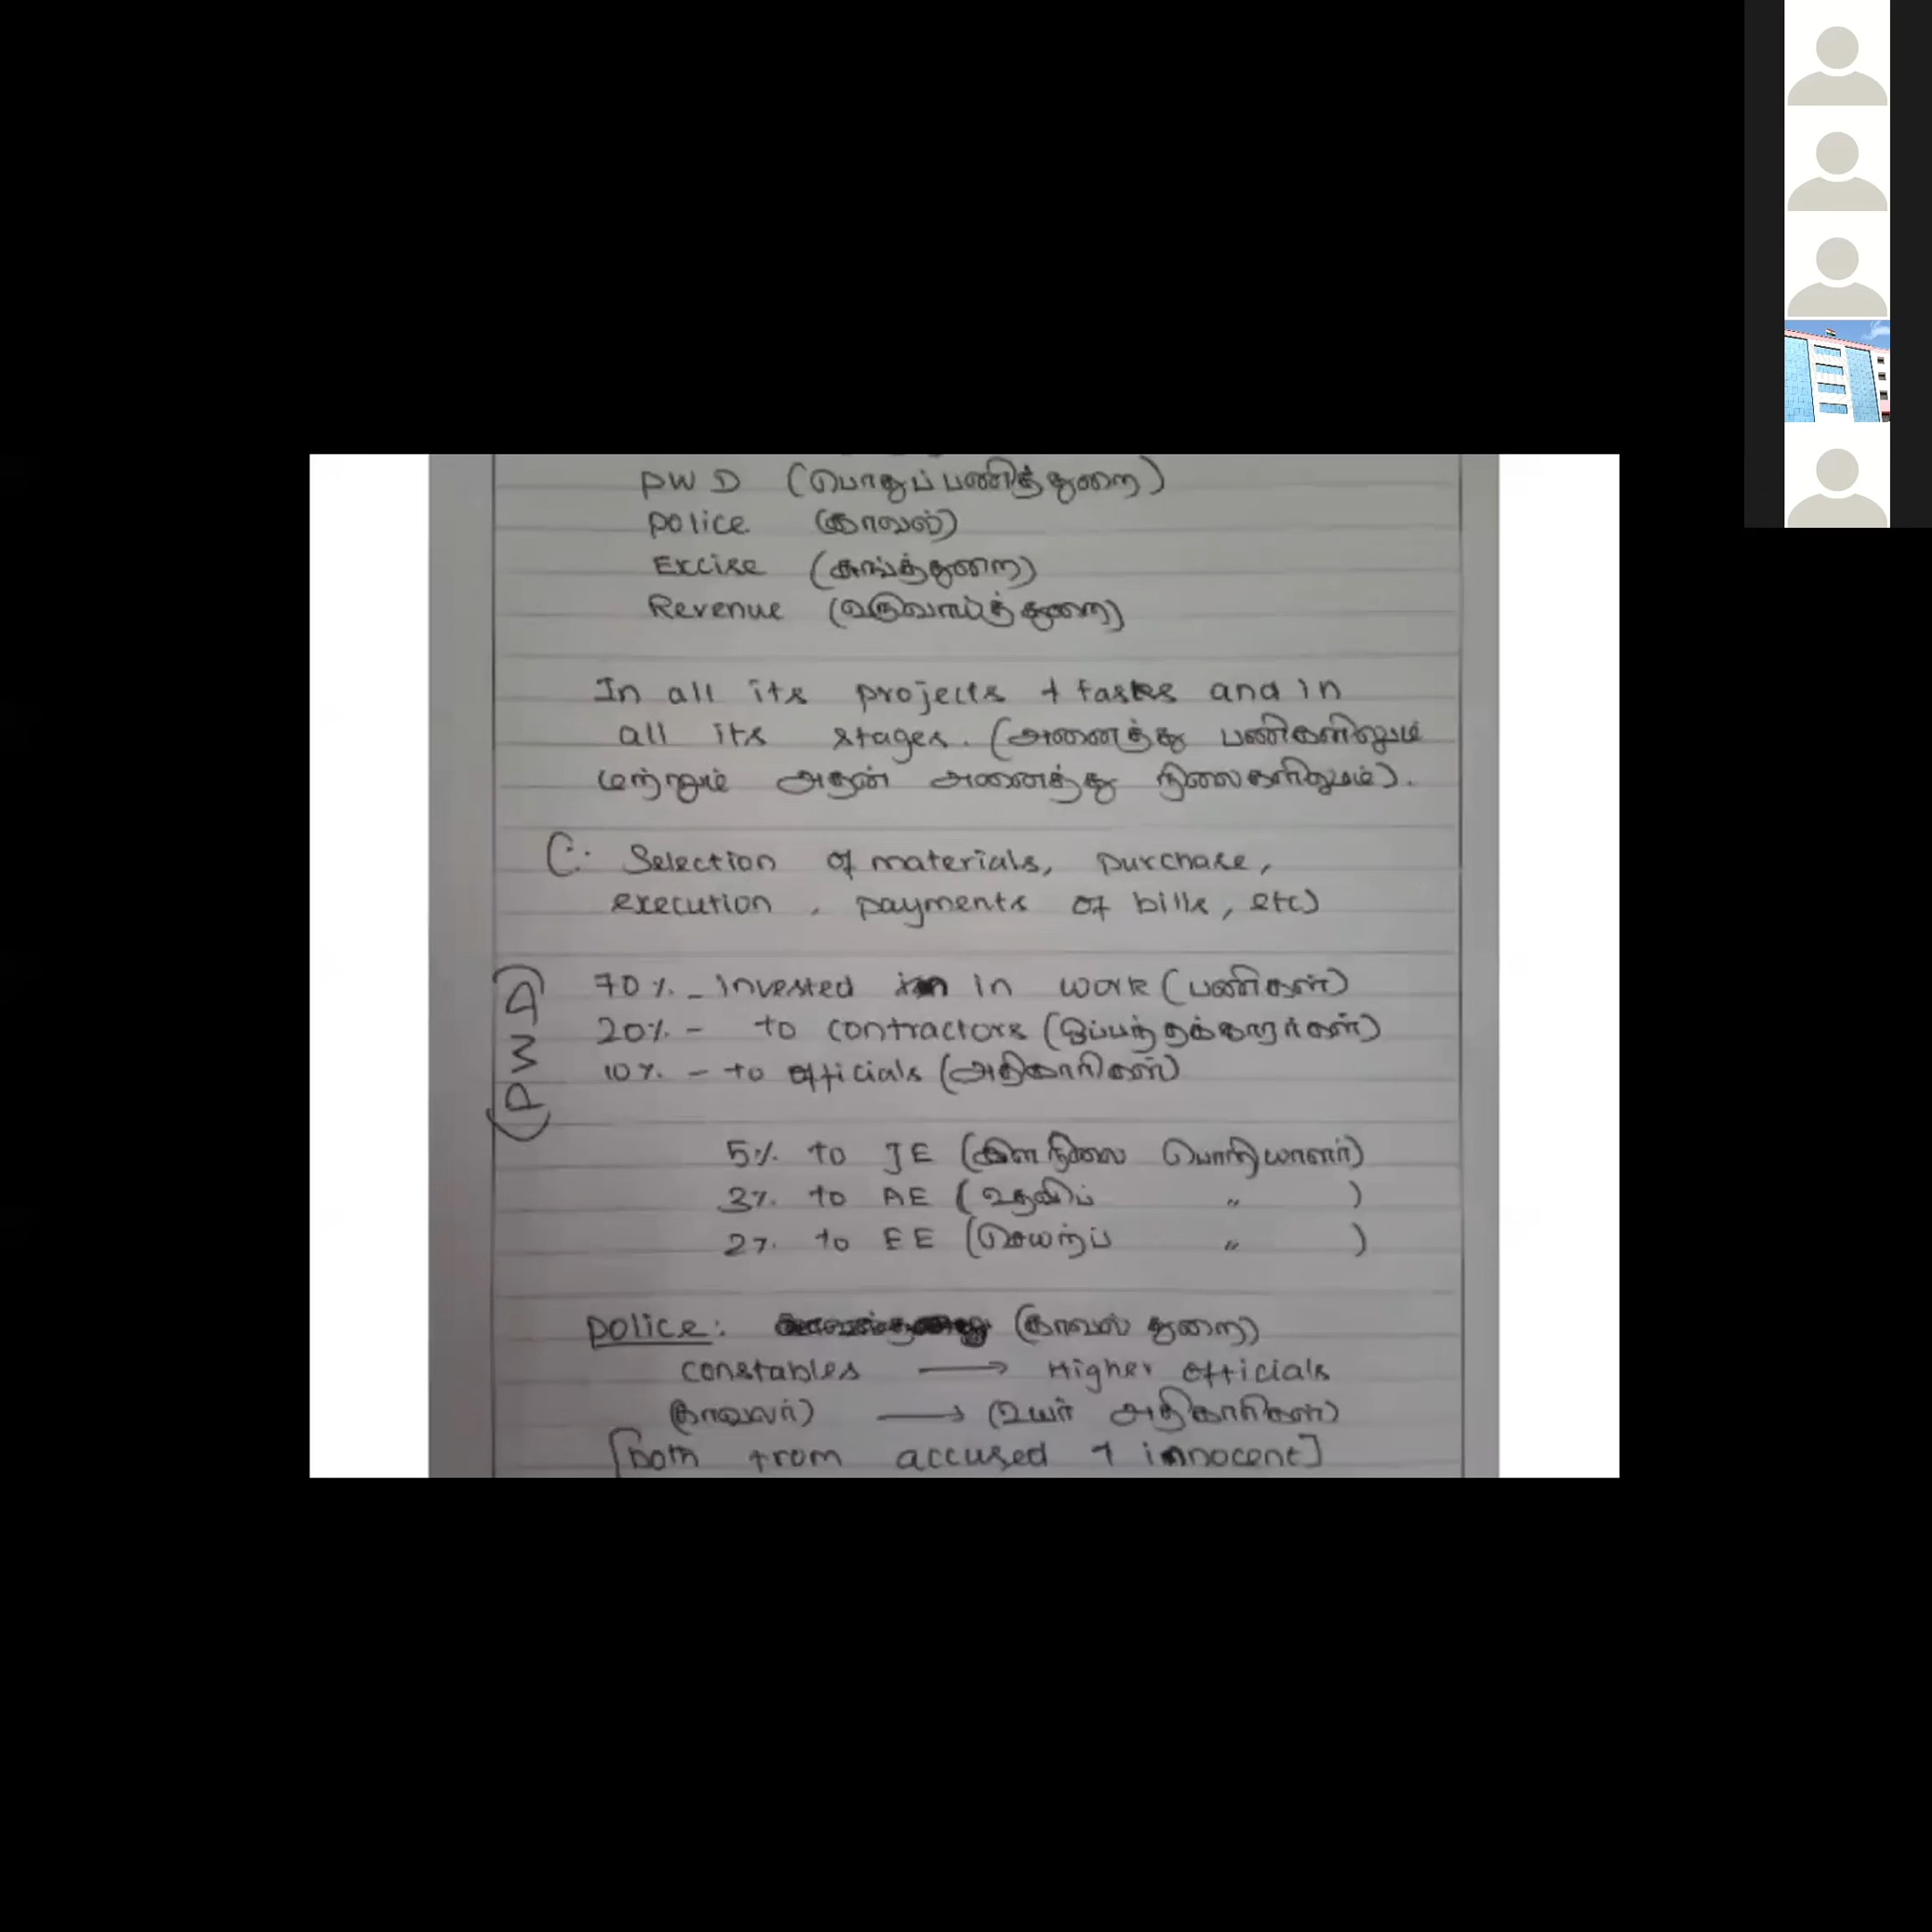 PWD (பொதுப்பணித்துறை)
police (காவல்)
Excise (சுங்கத்துறை)
Revenue (வருவாய்த்துறை)
In all its projects + tasks and in
all its stages. (அனைத்து பணிகளிலும்
மற்றும் அதன் அனைத்து நிலைகளிலும்).
(: Selection of materials, purchase,
execution, payments of bills, etc)
(PWD)
70% - Invested in work (பணிகள்)
20% - to contractors (ஒப்பந்தக்காரர்கள்)
10% - to officials (அதிகாரிகள்)
5% to JE (இளநிலை பொறியாளர்)
3% to AE (உதவிப் " )
2% to EE (செயற்ப் " )
police: (காவல் துறை)
constables → Higher officials
(காவலர்) → (உயர் அதிகாரிகள்)
[both from accused + innocent]